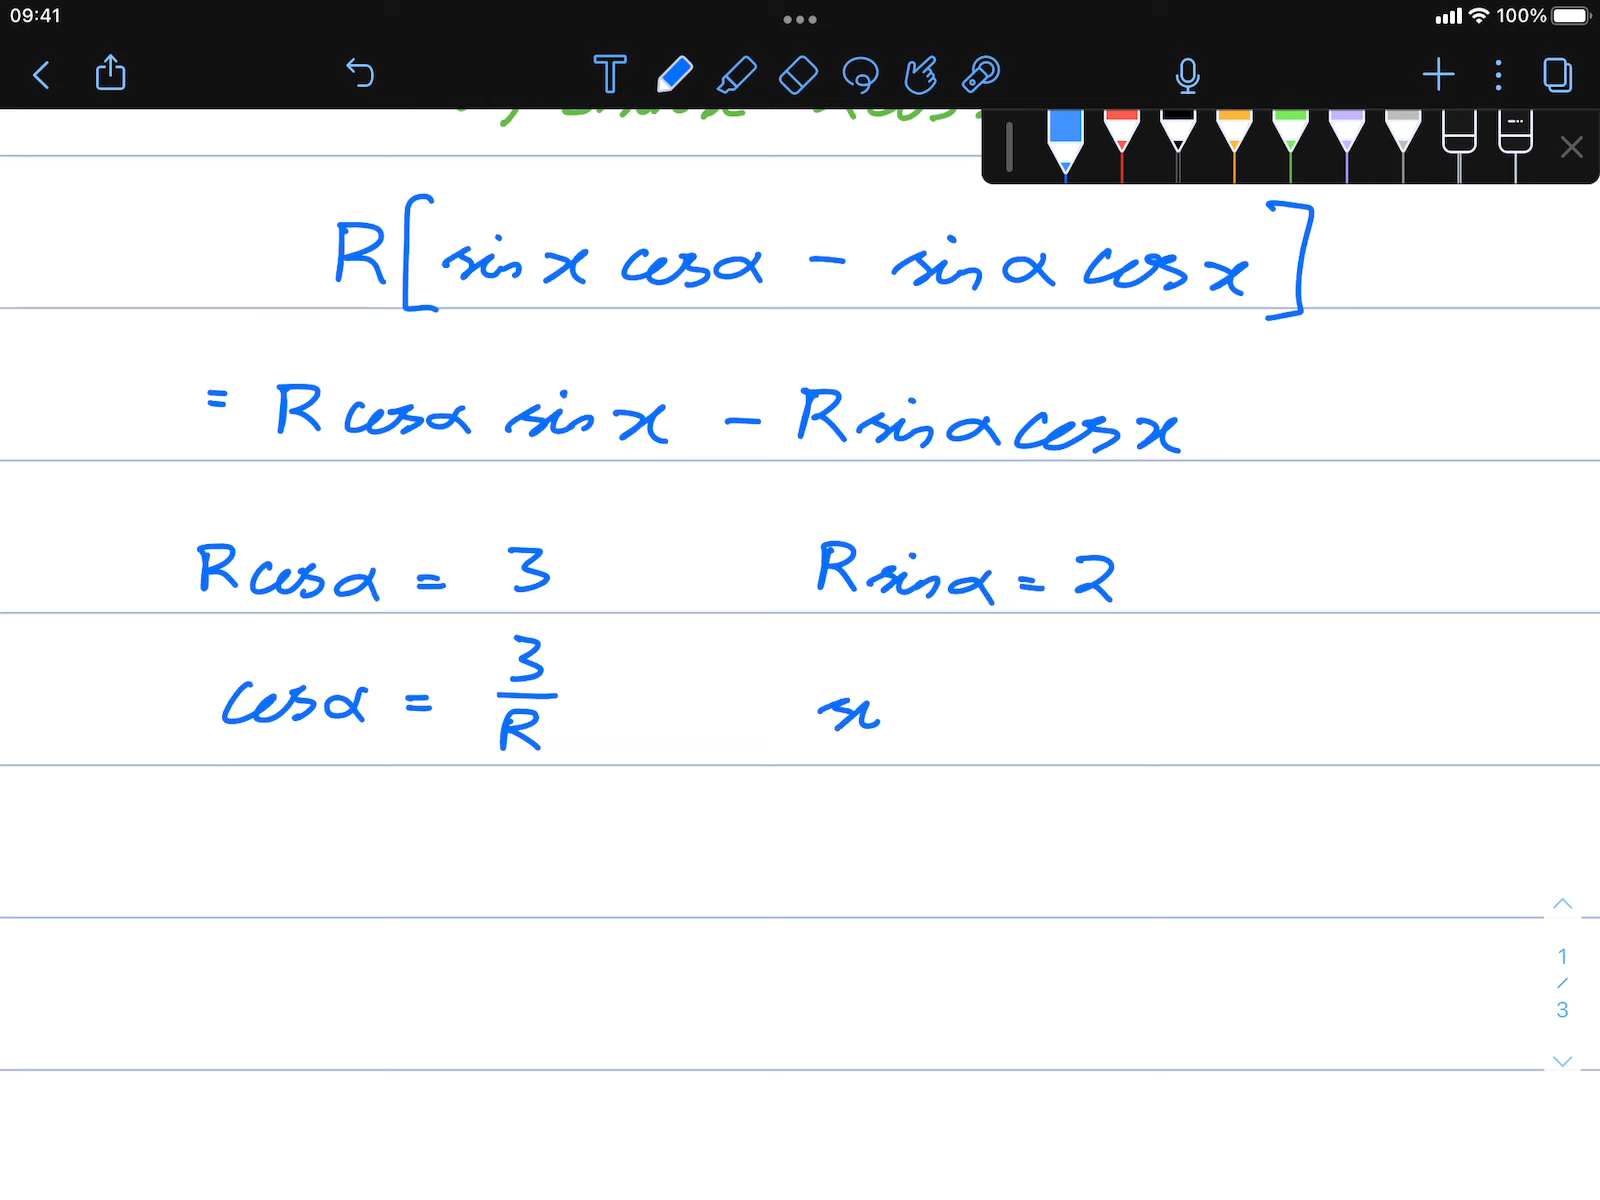 09:41 100%
R[sin x cos α - sin α cos x]
= R cos α sin x - R sin α cos x
R cos α = 3 R sin α = 2
cos α = 3/R
1
/
3